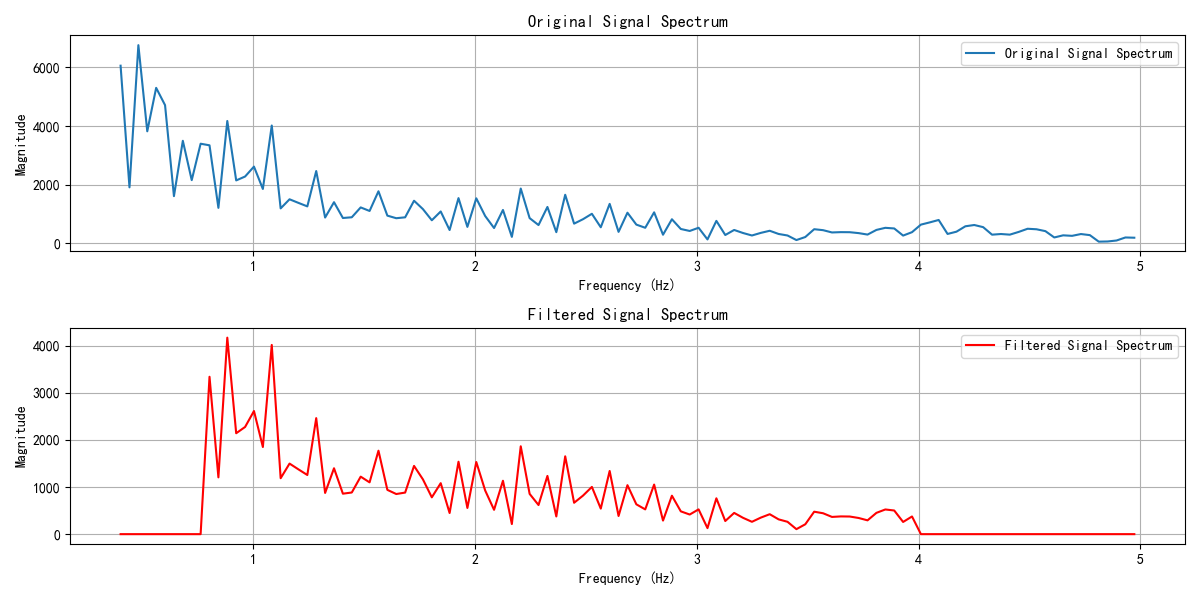 Original Signal Spectrum
Original Signal Spectrum
Magnitude
6000
4000
2000
0
1
2
3
4
5
Frequency (Hz)
Filtered Signal Spectrum
Filtered Signal Spectrum
Magnitude
4000
3000
2000
1000
0
1
2
3
4
5
Frequency (Hz)